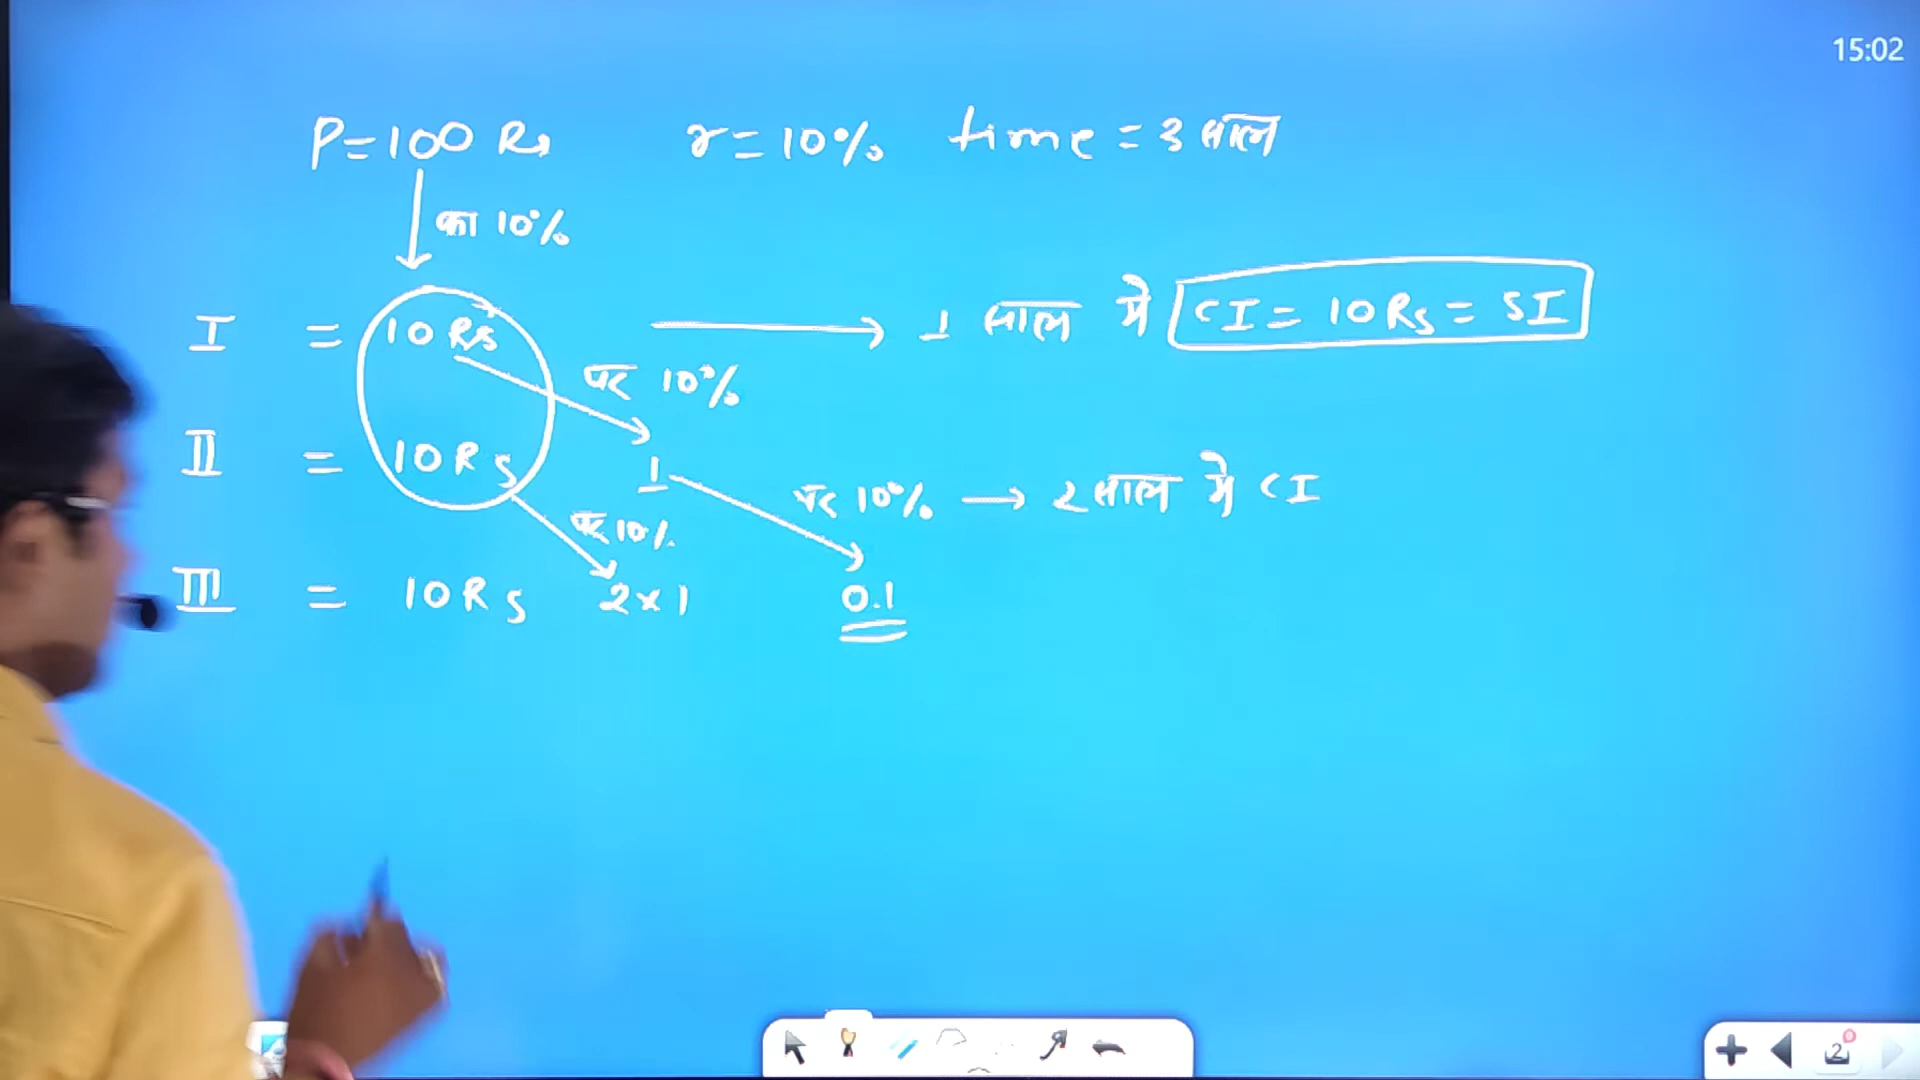 15:02
P=100 Rs r=10% time = 3 साल
का 10%
I = 10 Rs 1 साल में CI = 10 Rs = SI
पर 10%
II = 10 Rs 1 पर 10% → 2 साल में CI
पर 10%
III = 10 Rs 2×1 0.1
2